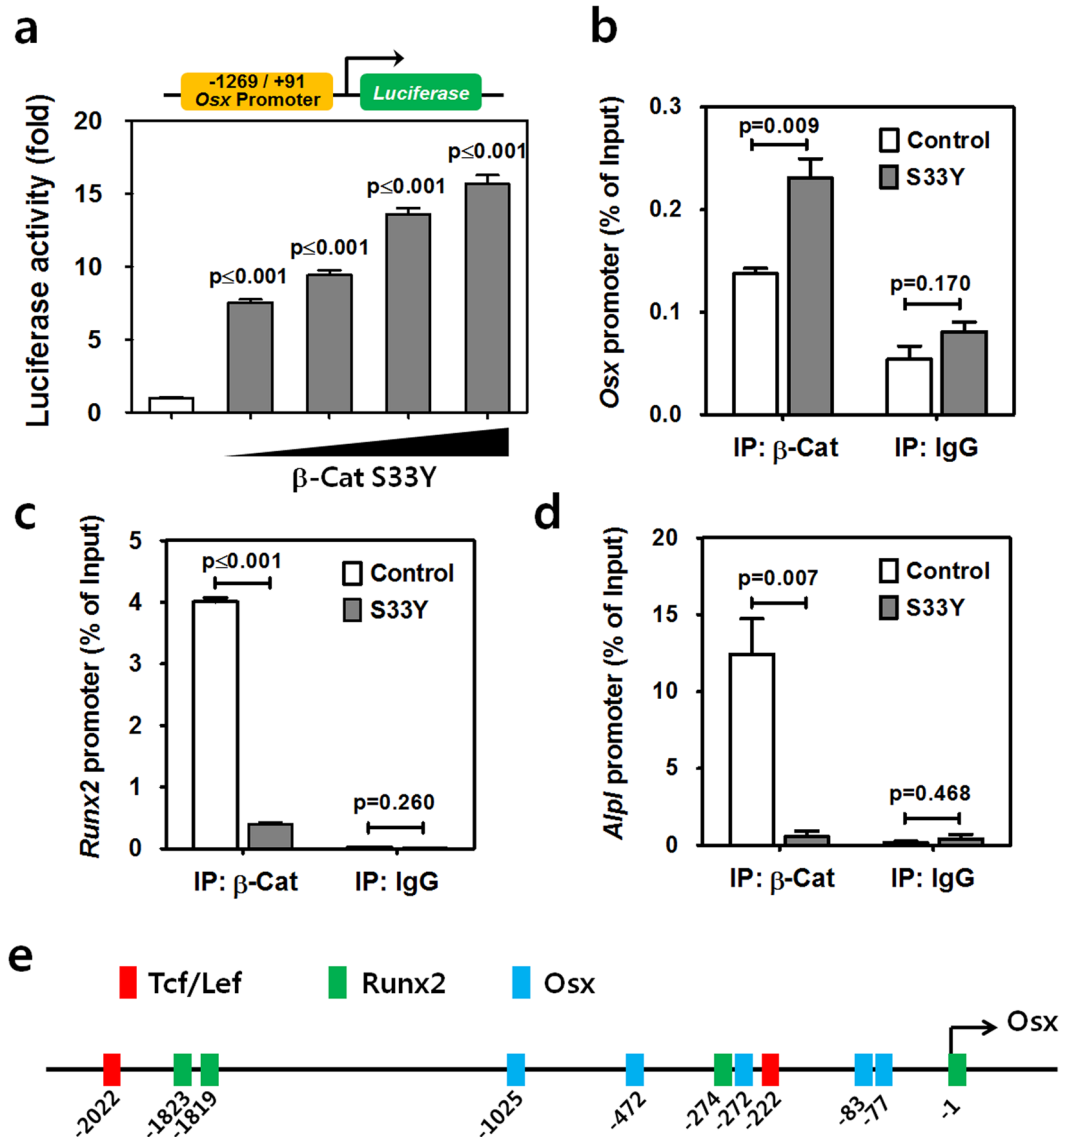 a
-1269 / +91
Osx Promoter
Luciferase
Luciferase activity (fold)
20
15
10
5
0
p≤0.001
p≤0.001
p≤0.001
p≤0.001
β-Cat S33Y
b
Osx promoter (% of Input)
0.3
0.2
0.1
0.0
p=0.009
Control
S33Y
p=0.170
IP: β-Cat
IP: IgG
c
Runx2 promoter (% of Input)
5
4
3
2
1
0
p≤0.001
Control
S33Y
p=0.260
IP: β-Cat
IP: IgG
d
Alpl promoter (% of Input)
20
15
10
5
0
p=0.007
Control
S33Y
p=0.468
IP: β-Cat
IP: IgG
e
Tcf/Lef
Runx2
Osx
Osx
-2022
-1823
-1819
-1025
-472
-274
-272
-222
-83
-77
-1